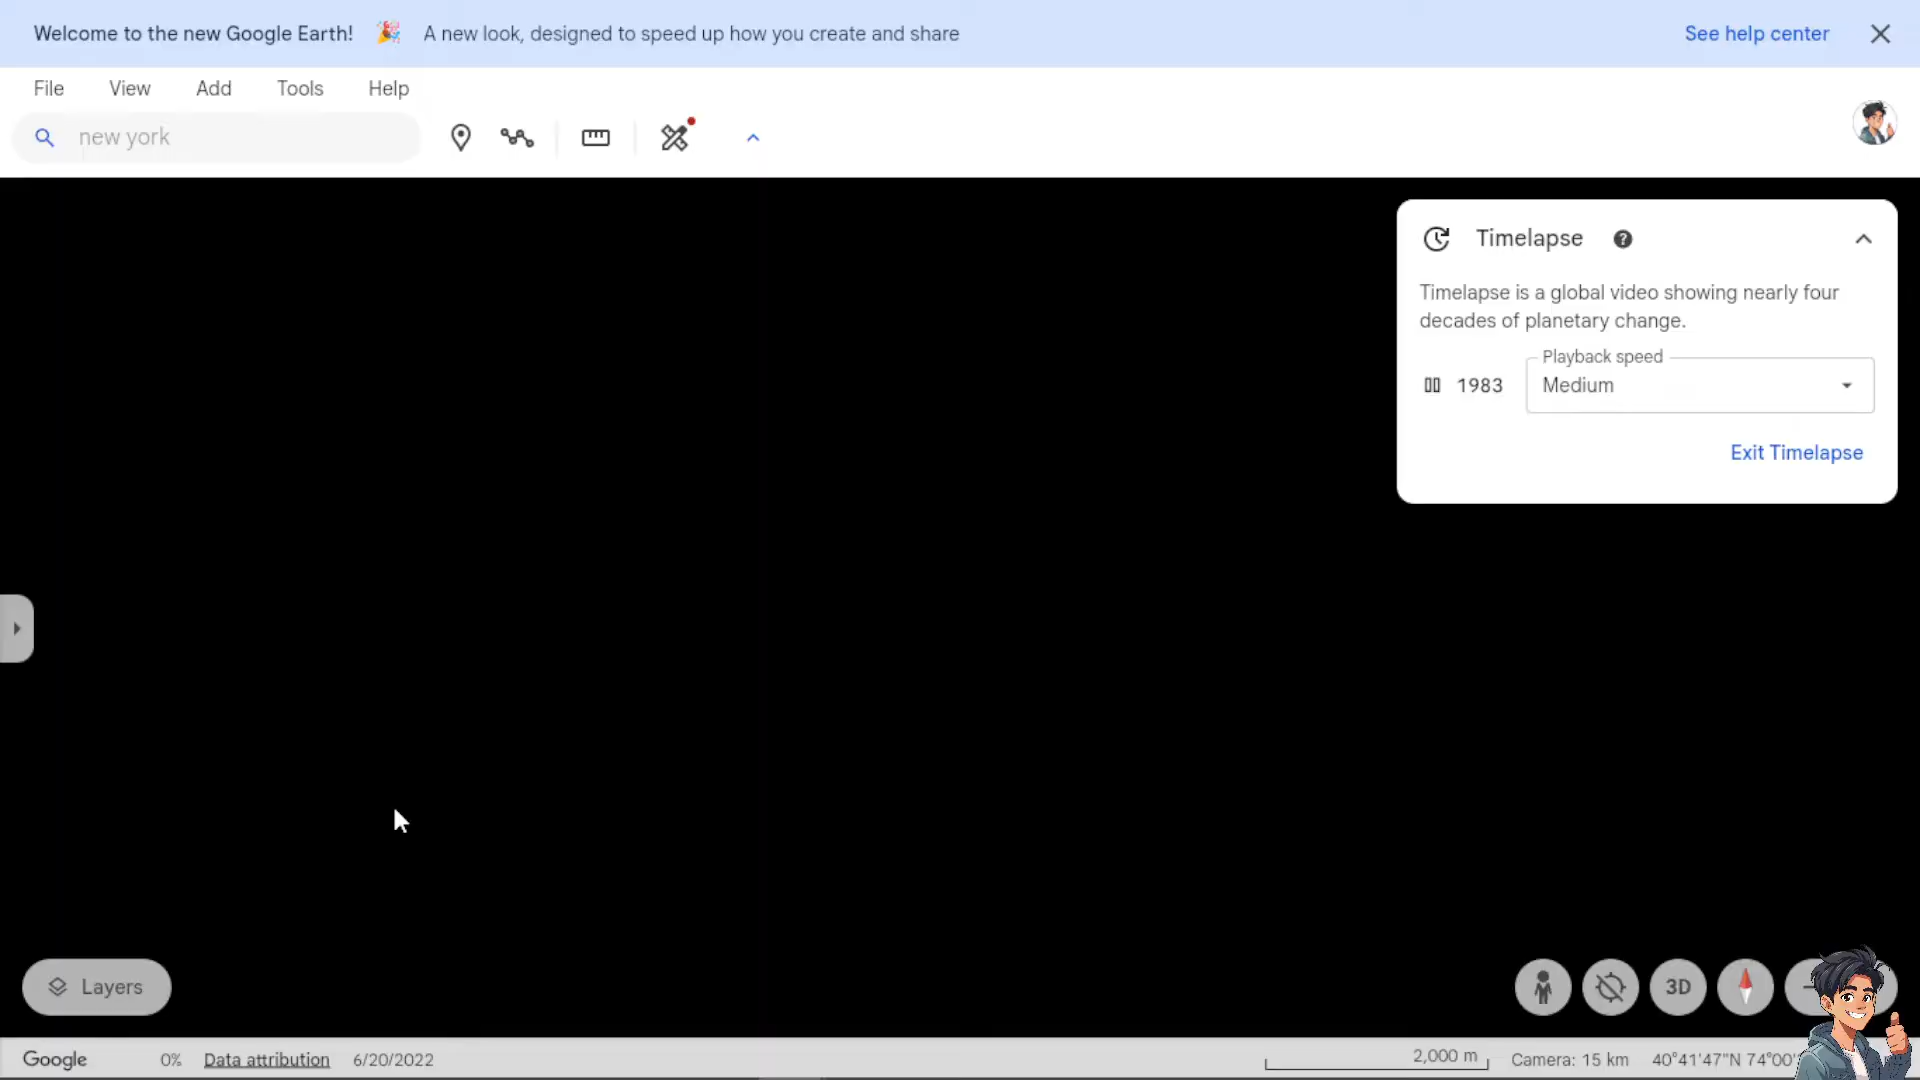 Welcome to the new Google Earth! 🎉 A new look, designed to speed up how you create and share See help center
File View Add Tools Help
new york
Timelapse
Timelapse is a global video showing nearly four
decades of planetary change.
Playback speed
1983 Medium
Exit Timelapse
Layers
3D
Google 0% Data attribution 6/20/2022 2,000 m Camera: 15 km 40°41'47"N 74°00'